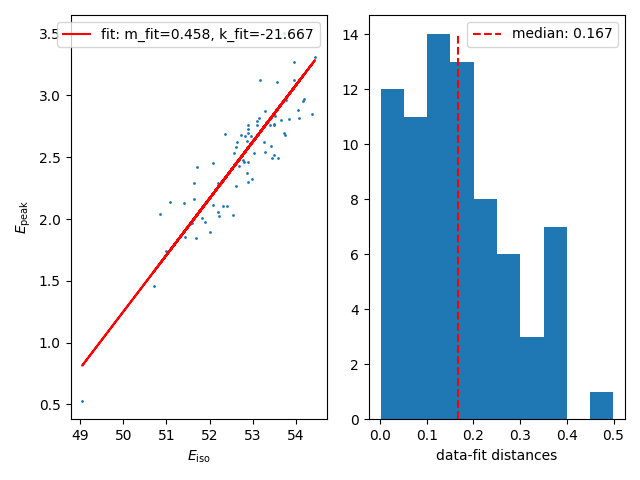 fit: m_fit=0.458, k_fit=-21.667
3.5
3.0
2.5
2.0
1.5
1.0
0.5
E_peak
49 50 51 52 53 54
E_iso
median: 0.167
14
12
10
8
6
4
2
0
0.0 0.1 0.2 0.3 0.4 0.5
data-fit distances